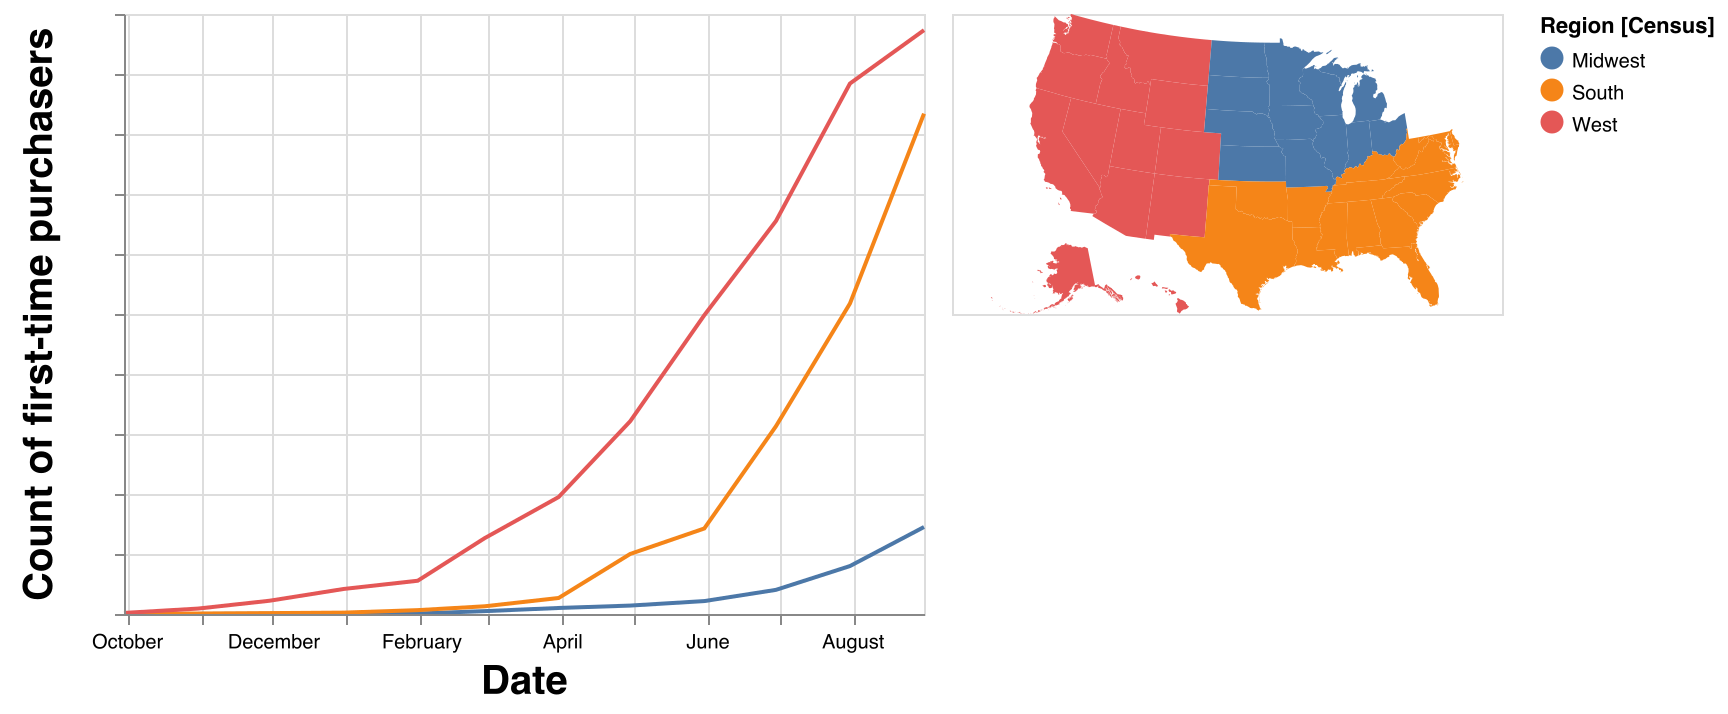 Count of first-time purchasers
October
December
February
April
June
August
Date
Region [Census]
Midwest
South
West